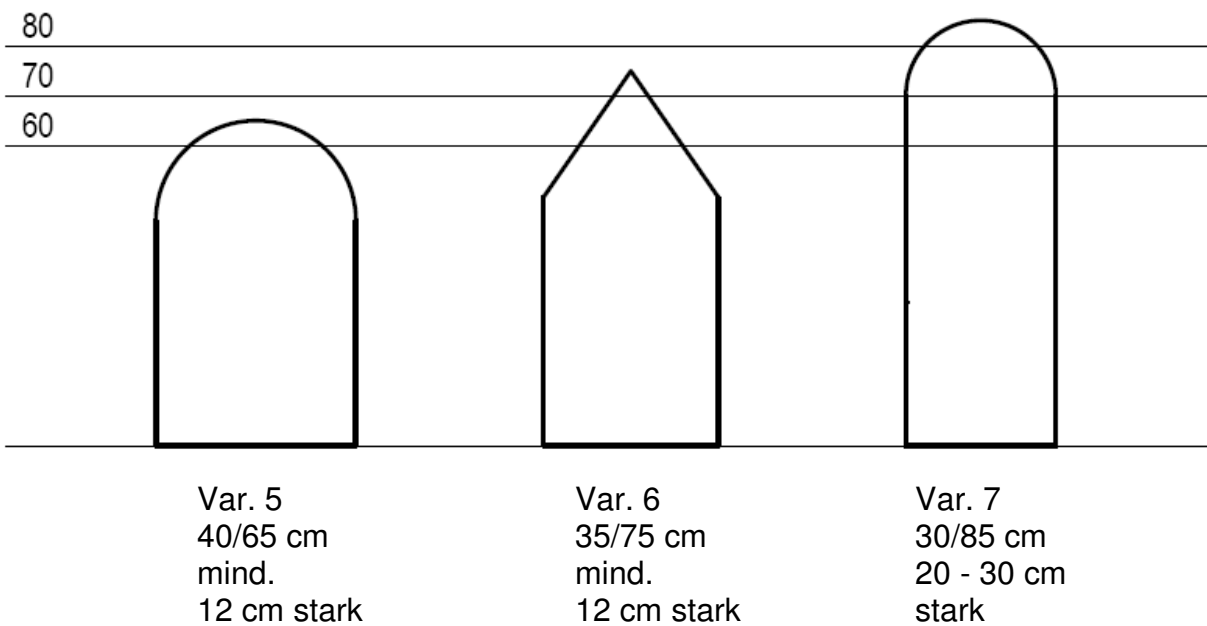 80
70
60
Var. 5
40/65 cm
mind.
12 cm stark
Var. 6
35/75 cm
mind.
12 cm stark
Var. 7
30/85 cm
20 - 30 cm
stark